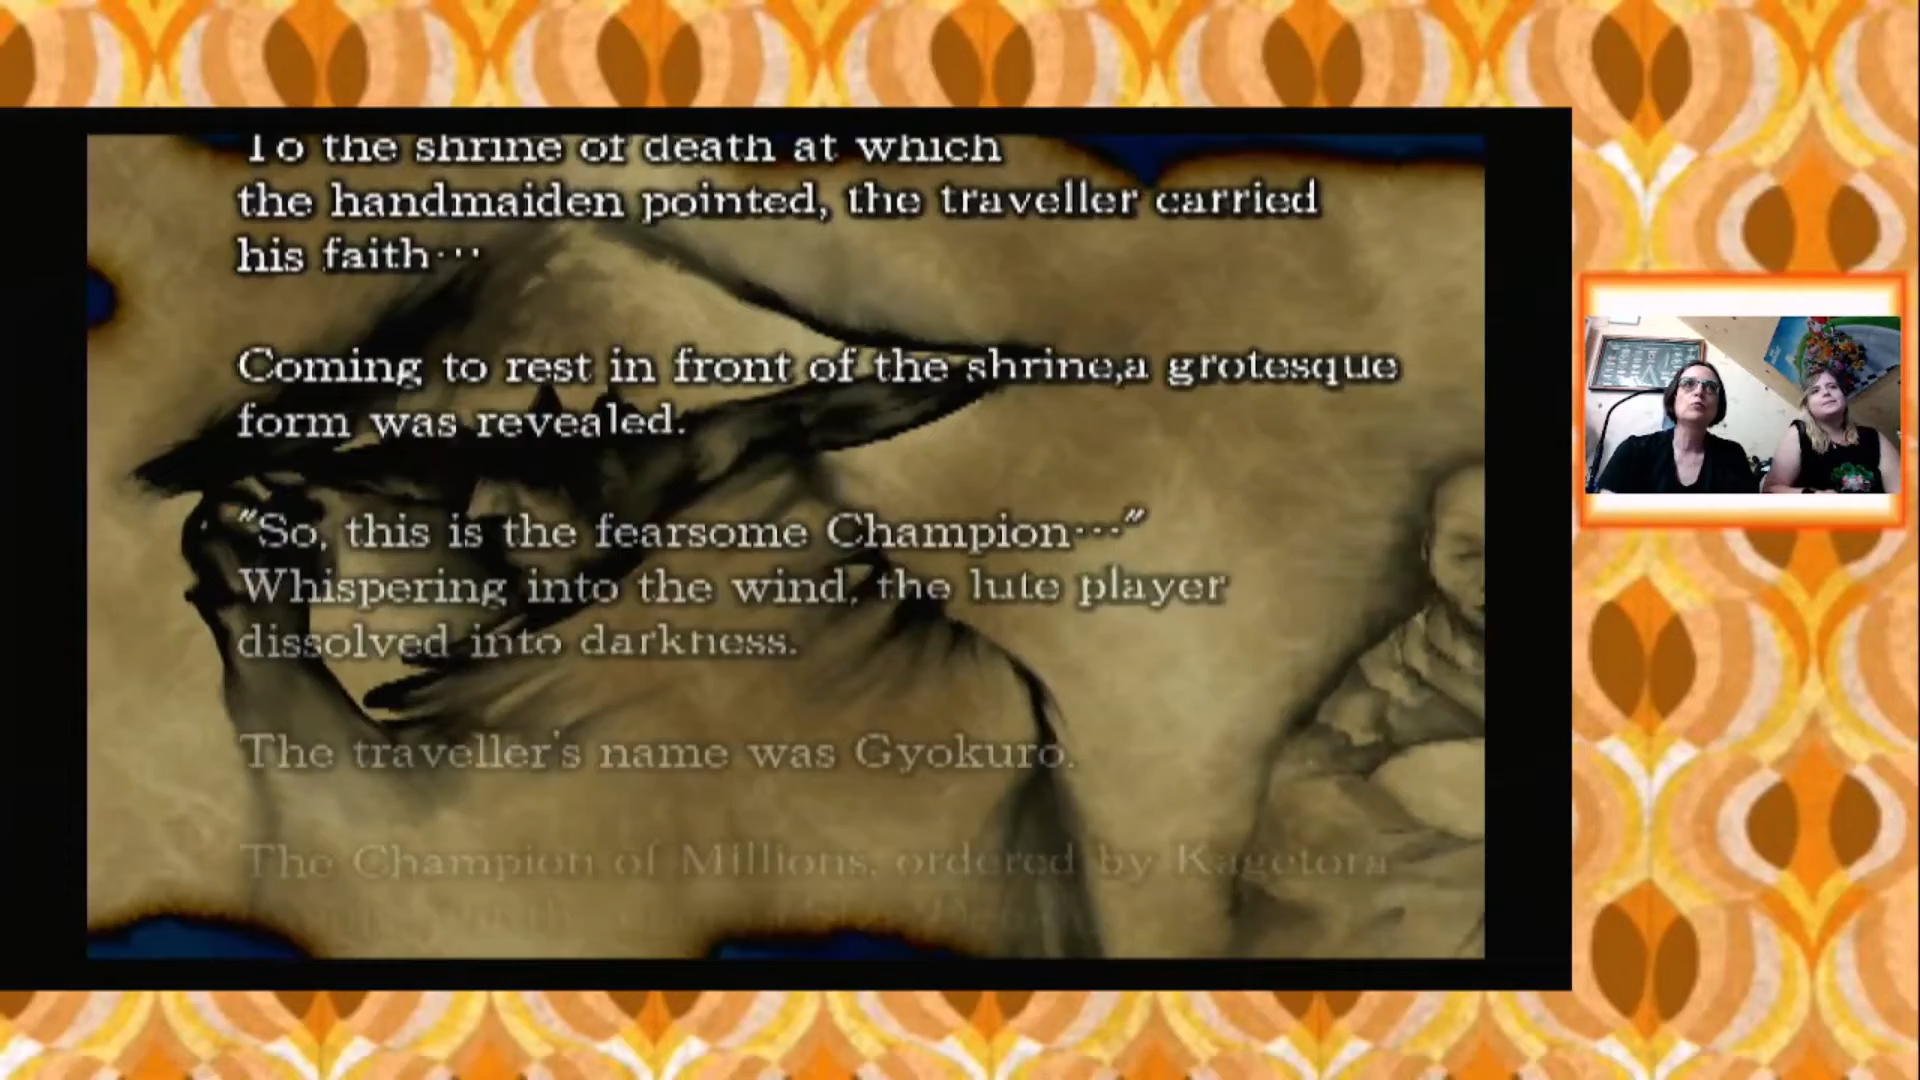 To the shrine of death at which
the handmaiden pointed, the traveller carried
his faith···
Coming to rest in front of the shrine,a grotesque
form was revealed.
"So, this is the fearsome Champion···"
Whispering into the wind, the lute player
dissolved into darkness.
The traveller's name was Gyokuro.
The Champion of Millions, ordered by Kagetora